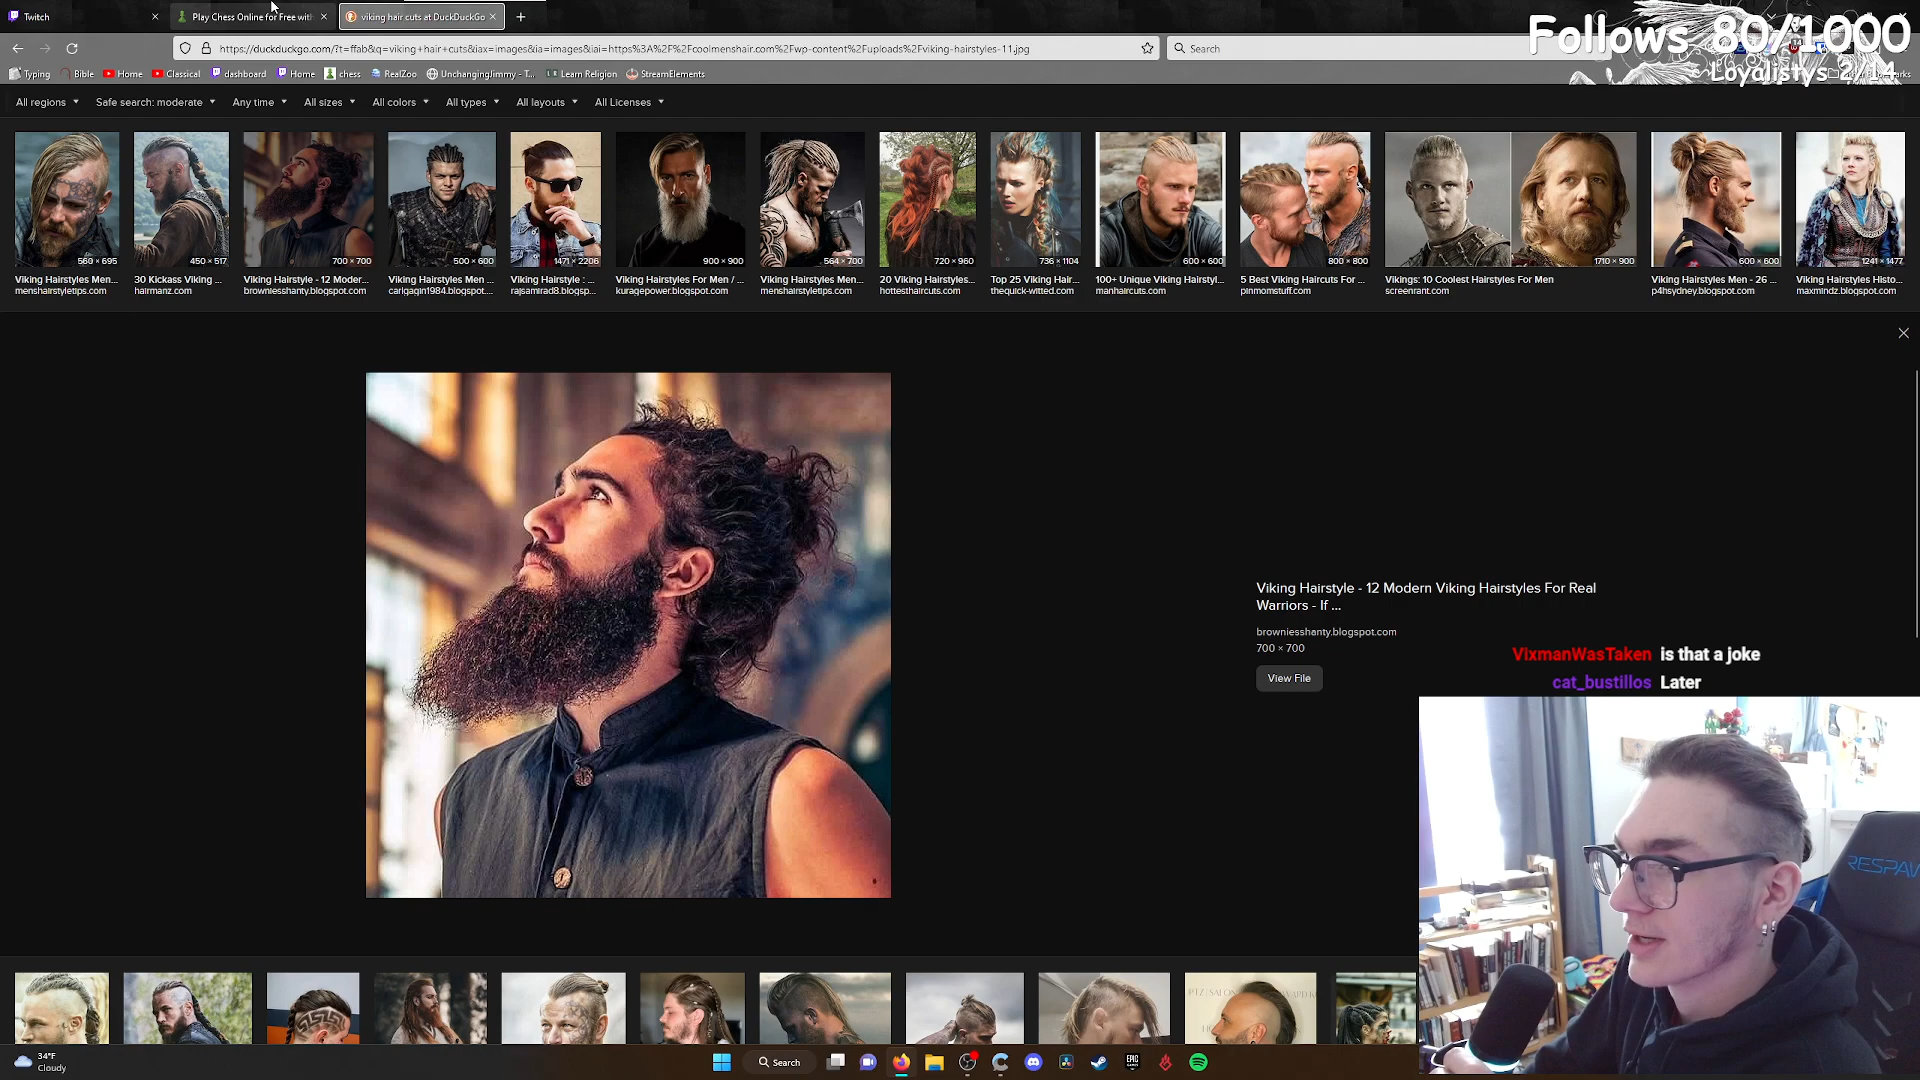 Twitch
Play Chess Online for Free with
viking hair cuts at DuckDuckGo
https://duckduckgo.com/?t=ffab&q=viking+hair+cuts&iax=images&ia=images&iai=https%3A%2F%2Fcoolmenshair.com%2Fwp-content%2Fuploads%2Fviking-hairstyles-11.jpg
Search
Follows 80/1000
Loyalistys 2/14
Typing
Bible
Home
Classical
dashboard
Home
chess
RealZoo
UnchangingJimmy - T...
Learn Religion
StreamElements
All regions
Safe search: moderate
Any time
All sizes
All colors
All types
All layouts
All Licenses
560 × 695
450 × 517
700 × 700
500 × 600
1471 × 2206
900 × 900
564 × 700
720 × 960
736 × 1104
600 × 600
800 × 800
1710 × 900
600 × 600
1241 × 1477
Viking Hairstyles Men...
30 Kickass Viking ...
Viking Hairstyle - 12 Moder...
Viking Hairstyles Men ...
Viking Hairstyle : ...
Viking Hairstyles For Men / ...
Viking Hairstyles Men...
20 Viking Hairstyles...
Top 25 Viking Hair...
100+ Unique Viking Hairstyl...
5 Best Viking Haircuts For ...
Vikings: 10 Coolest Hairstyles For Men
Viking Hairstyles Men - 26 ...
Viking Hairstyles Histo...
menshairstyletips.com
hairmanz.com
browniesshanty.blogspot.com
carlgagin1984.blogspot...
rajsamirad8.blogsp...
kuragepower.blogspot.com
menshairstyletips.com
hottesthaircuts.com
thequick-witted.com
manhaircuts.com
pinmomstuff.com
screenrant.com
p4hsydney.blogspot.com
maxmindz.blogspot.com
Viking Hairstyle - 12 Modern Viking Hairstyles For Real
Warriors - If ...
browniesshanty.blogspot.com
700 × 700
View File
VixmanWasTaken is that a joke
cat_bustillos Later
RESPAW
34°F
Cloudy
Search
EPIC